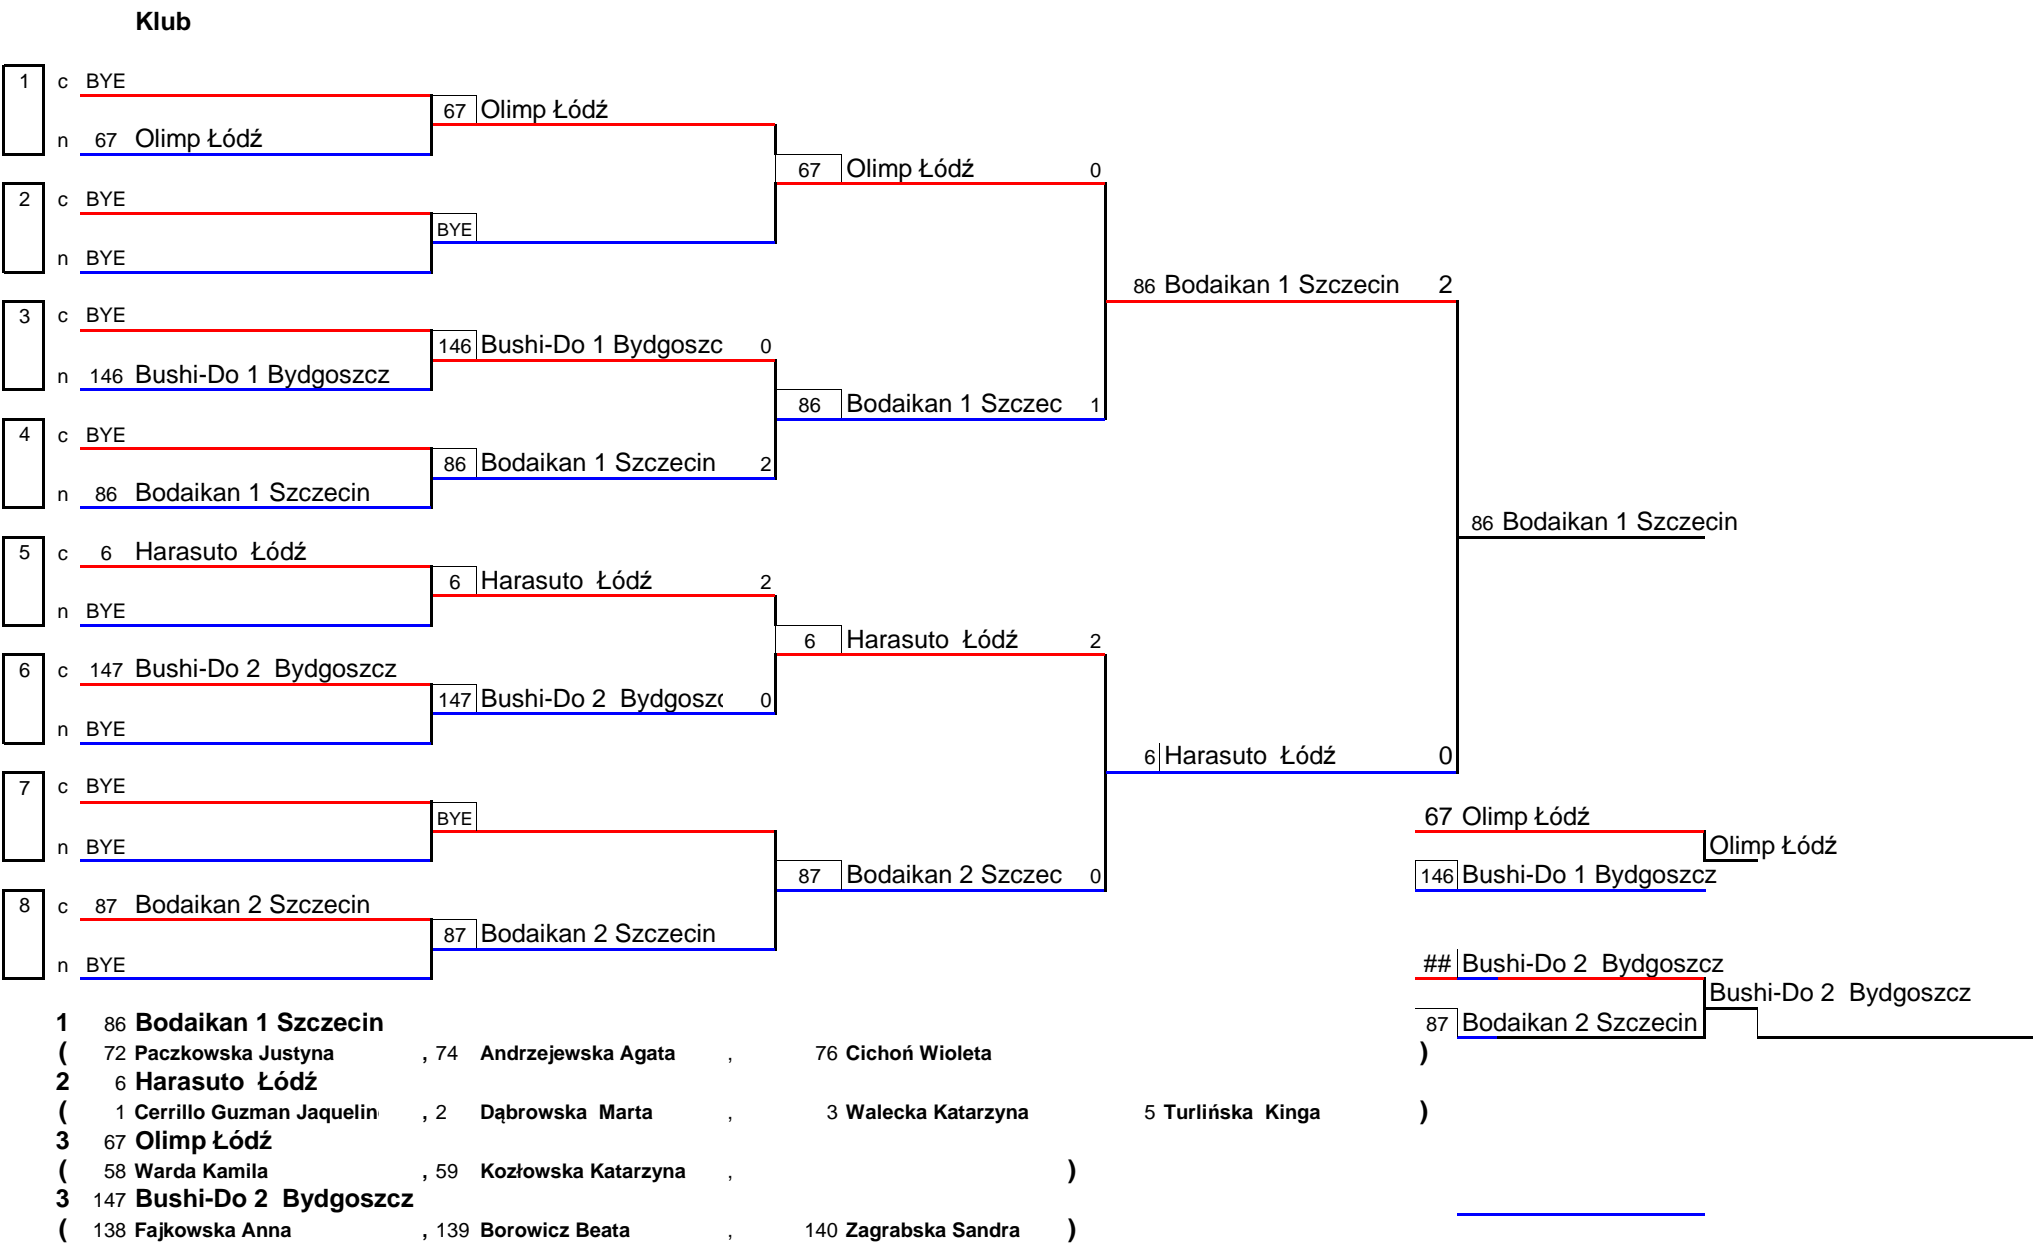 Klub
1 c BYE
67 Olimp Łódź
n 67 Olimp Łódź
67 Olimp Łódź 0
2 c BYE
BYE
n BYE
86 Bodaikan 1 Szczecin 2
3 c BYE
146 Bushi-Do 1 Bydgoszc 0
n 146 Bushi-Do 1 Bydgoszcz
86 Bodaikan 1 Szczec 1
4 c BYE
86 Bodaikan 1 Szczecin 2
n 86 Bodaikan 1 Szczecin
86 Bodaikan 1 Szczecin
5 c 6 Harasuto Łódź
6 Harasuto Łódź 2
n BYE
6 Harasuto Łódź 2
6 c 147 Bushi-Do 2 Bydgoszcz
147 Bushi-Do 2 Bydgoszc 0
n BYE
6 Harasuto Łódź 0
7 c BYE
BYE
67 Olimp Łódź
n BYE
Olimp Łódź
87 Bodaikan 2 Szczec 0
146 Bushi-Do 1 Bydgoszcz
8 c 87 Bodaikan 2 Szczecin
87 Bodaikan 2 Szczecin
n BYE
## Bushi-Do 2 Bydgoszcz
Bushi-Do 2 Bydgoszcz
87 Bodaikan 2 Szczecin
1 86 Bodaikan 1 Szczecin
( 72 Paczkowska Justyna , 74 Andrzejewska Agata , 76 Cichoń Wioleta )
2 6 Harasuto Łódź
( 1 Cerrillo Guzman Jaquelin , 2 Dąbrowska Marta , 3 Walecka Katarzyna 5 Turlińska Kinga )
3 67 Olimp Łódź
( 58 Warda Kamila , 59 Kozłowska Katarzyna , )
3 147 Bushi-Do 2 Bydgoszcz
( 138 Fajkowska Anna , 139 Borowicz Beata , 140 Zagrabska Sandra )